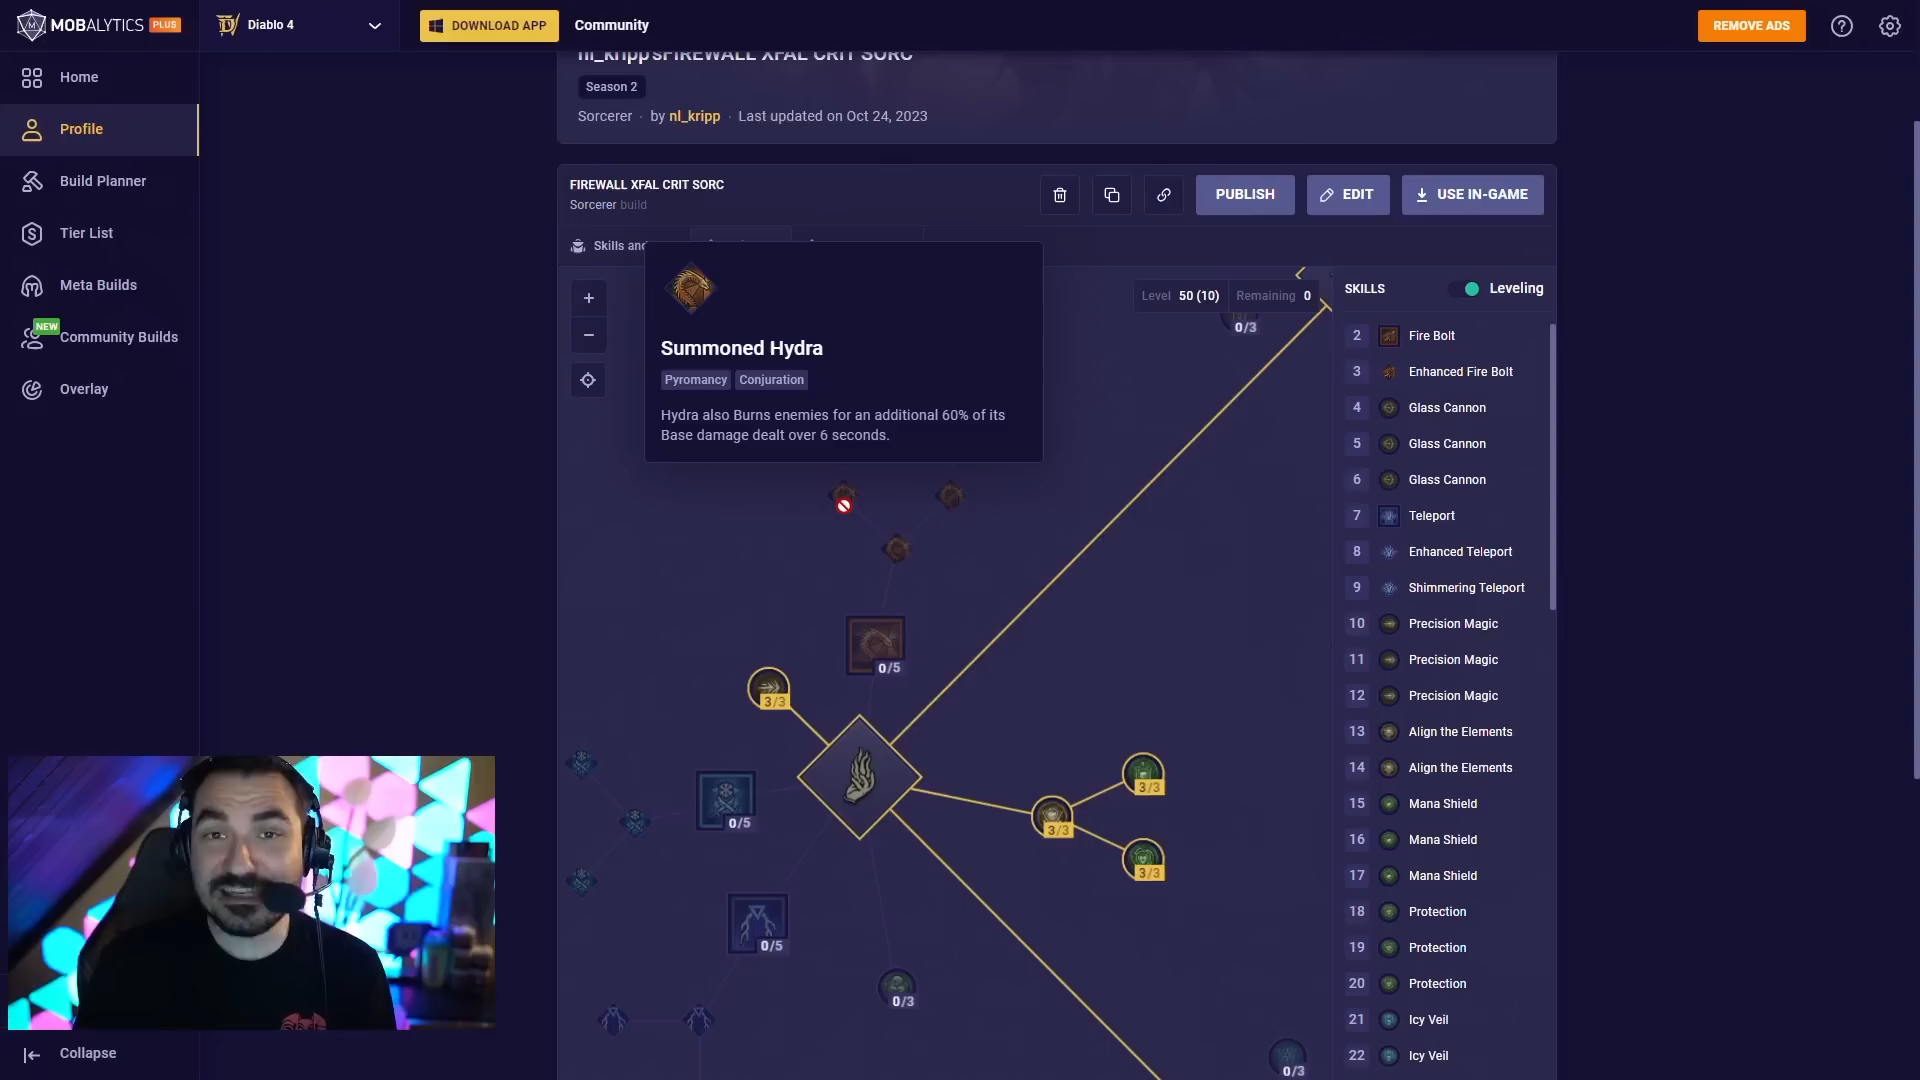 MOBALYTICS PLUS
Diablo 4
DOWNLOAD APP
Community
REMOVE ADS
Home
Profile
Build Planner
Tier List
Meta Builds
NEW
Community Builds
Overlay
Collapse
nl_kripp'sFIREWALL XFAL CRIT SORC
Season 2
Sorcerer · by nl_kripp · Last updated on Oct 24, 2023
FIREWALL XFAL CRIT SORC
Sorcerer build
PUBLISH
EDIT
USE IN-GAME
Skills and
Level 50 (10) Remaining 0
+
−
Summoned Hydra
Pyromancy Conjuration
Hydra also Burns enemies for an additional 60% of its
Base damage dealt over 6 seconds.
0/3
0/5
3/3
0/5
3/3
3/3
3/3
0/5
0/3
0/3
SKILLS
Leveling
2 Fire Bolt
3 Enhanced Fire Bolt
4 Glass Cannon
5 Glass Cannon
6 Glass Cannon
7 Teleport
8 Enhanced Teleport
9 Shimmering Teleport
10 Precision Magic
11 Precision Magic
12 Precision Magic
13 Align the Elements
14 Align the Elements
15 Mana Shield
16 Mana Shield
17 Mana Shield
18 Protection
19 Protection
20 Protection
21 Icy Veil
22 Icy Veil